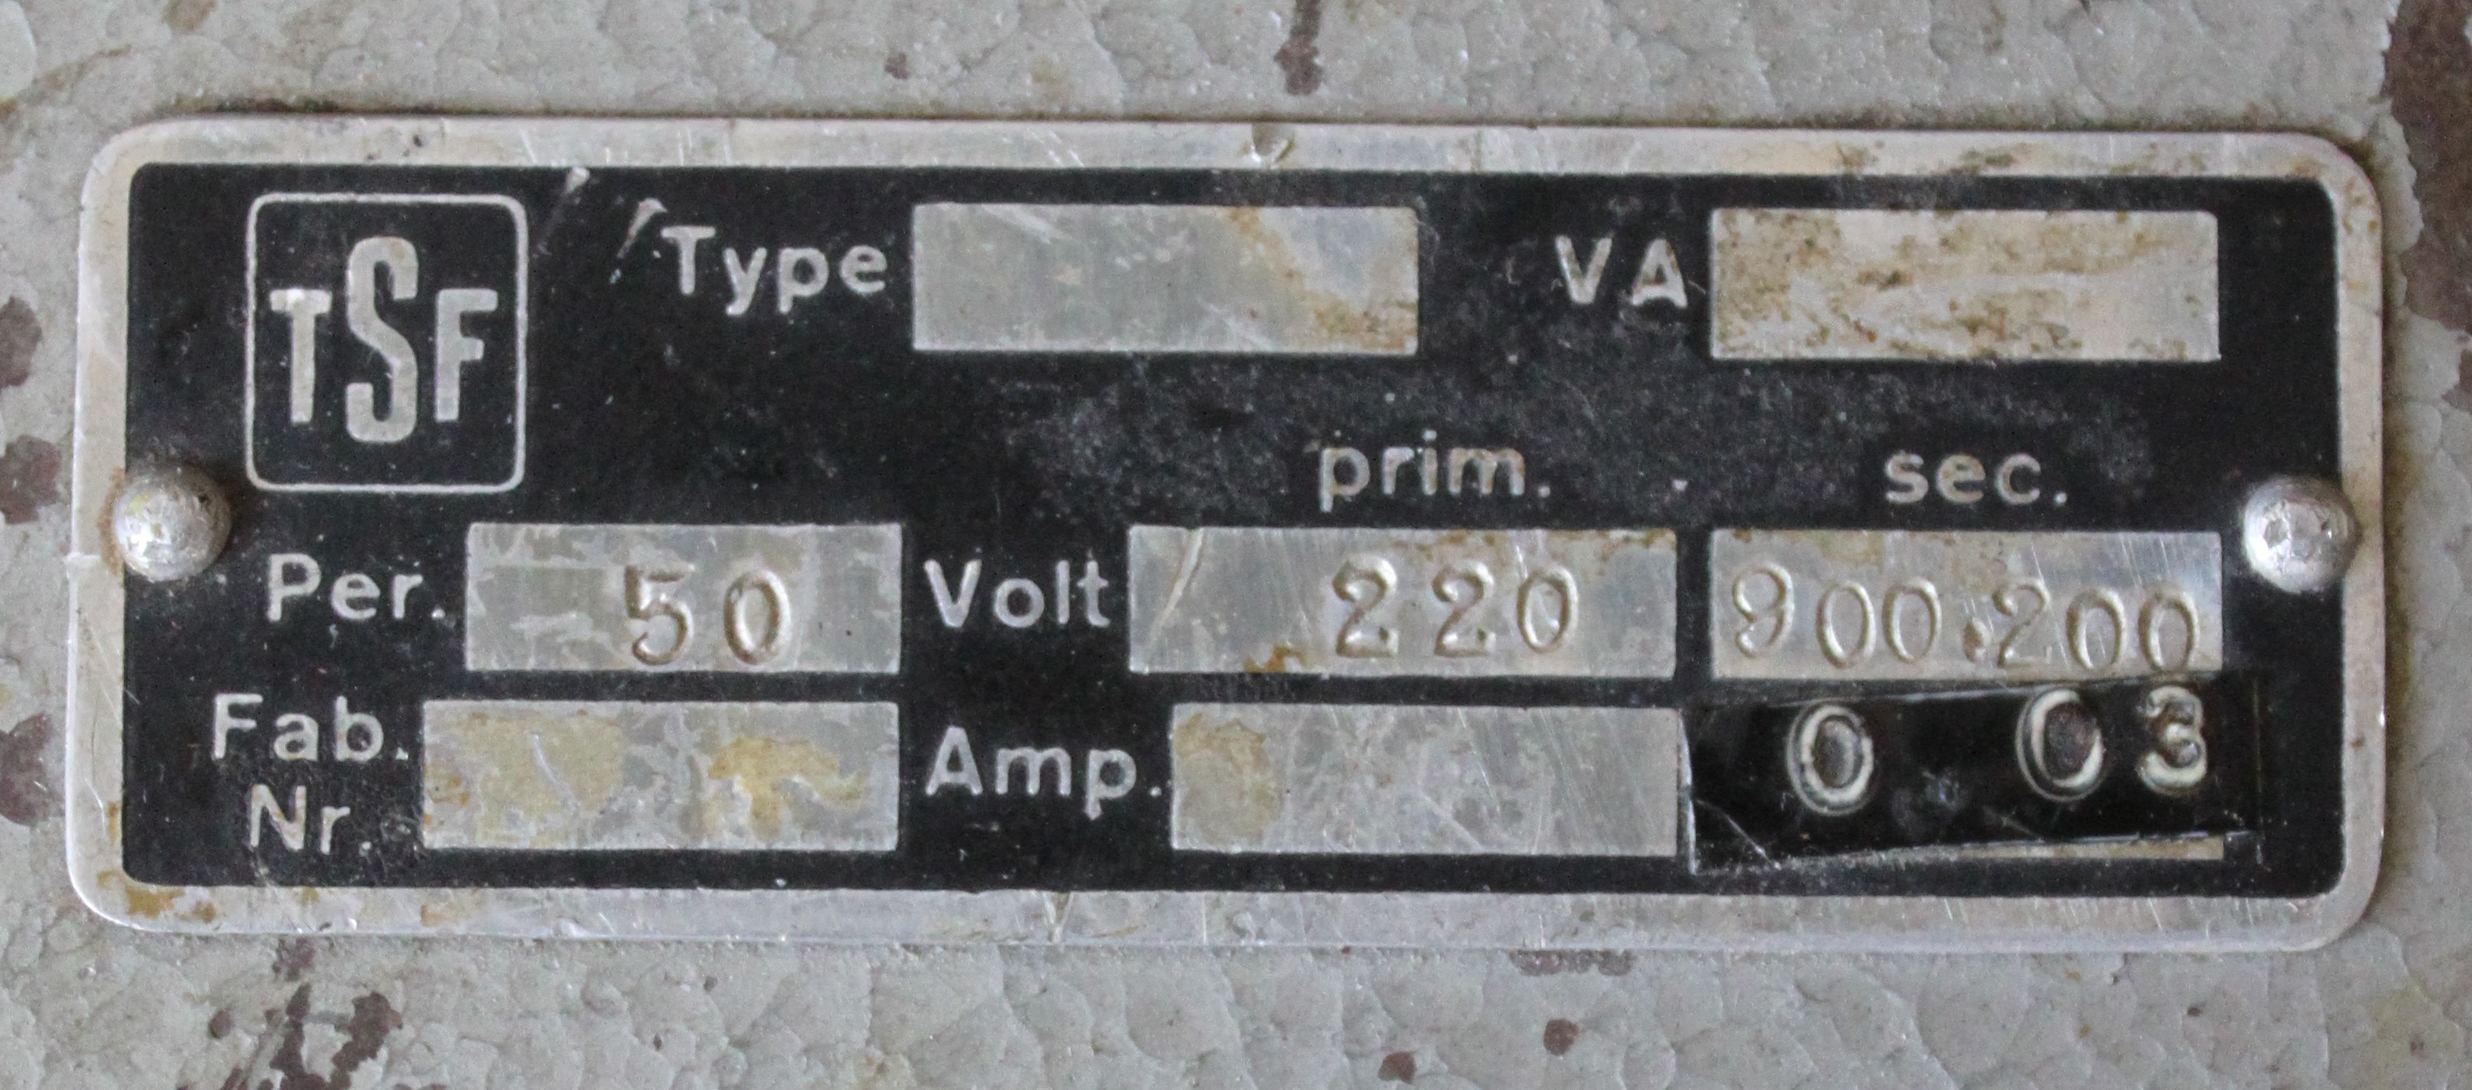 TSF Type VA
prim. sec.
Per. 50 Volt 220 900.200
Fab. Nr. Amp. 0 03